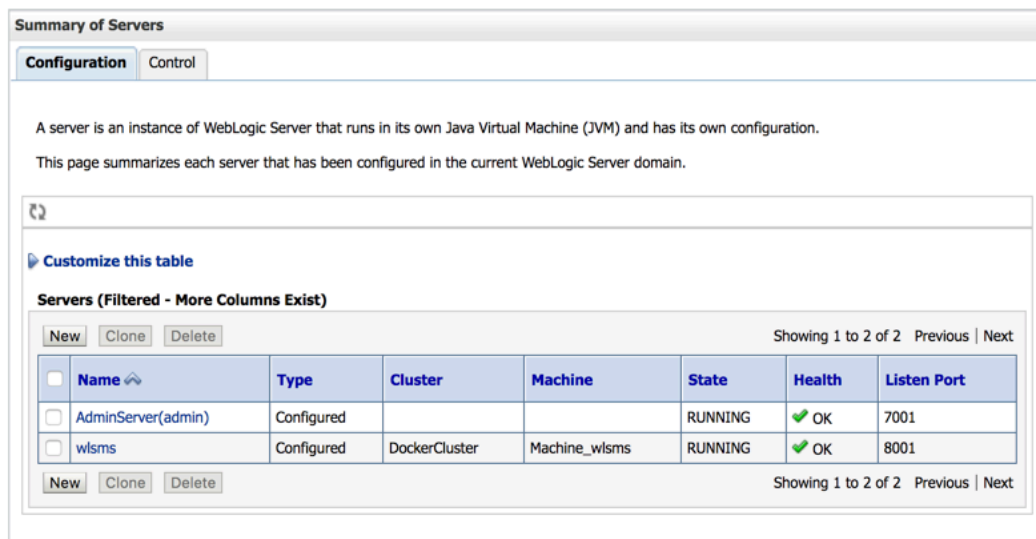 Summary of Servers
Configuration Control
A server is an instance of WebLogic Server that runs in its own Java Virtual Machine (JVM) and has its own configuration.
This page summarizes each server that has been configured in the current WebLogic Server domain.
Customize this table
Servers (Filtered - More Columns Exist)
New Clone Delete Showing 1 to 2 of 2 Previous | Next
Name Type Cluster Machine State Health Listen Port
AdminServer(admin) Configured RUNNING OK 7001
wlsms Configured DockerCluster Machine_wlsms RUNNING OK 8001
New Clone Delete Showing 1 to 2 of 2 Previous | Next